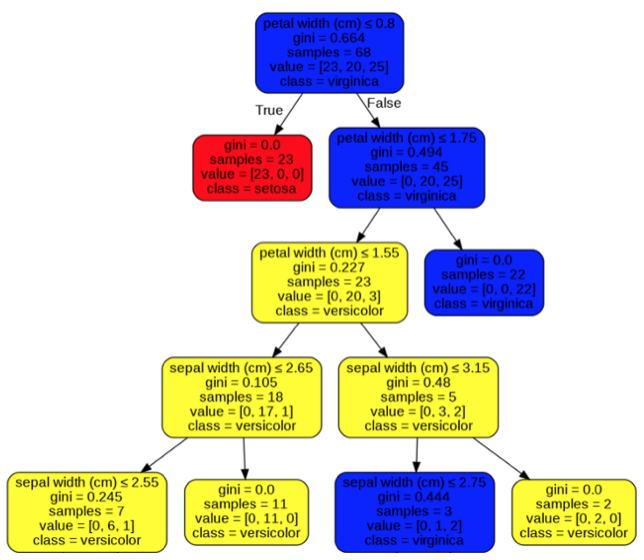 petal width (cm) ≤ 0.8
gini = 0.664
samples = 68
value = [23, 20, 25]
class = virginica
True
False
gini = 0.0
samples = 23
value = [23, 0, 0]
class = setosa
petal width (cm) ≤ 1.75
gini = 0.494
samples = 45
value = [0, 20, 25]
class = virginica
petal width (cm) ≤ 1.55
gini = 0.227
samples = 23
value = [0, 20, 3]
class = versicolor
gini = 0.0
samples = 22
value = [0, 0, 22]
class = virginica
sepal width (cm) ≤ 2.65
gini = 0.105
samples = 18
value = [0, 17, 1]
class = versicolor
sepal width (cm) ≤ 3.15
gini = 0.48
samples = 5
value = [0, 3, 2]
class = versicolor
sepal width (cm) ≤ 2.55
gini = 0.245
samples = 7
value = [0, 6, 1]
class = versicolor
gini = 0.0
samples = 11
value = [0, 11, 0]
class = versicolor
sepal width (cm) ≤ 2.75
gini = 0.444
samples = 3
value = [0, 1, 2]
class = virginica
gini = 0.0
samples = 2
value = [0, 2, 0]
class = versicolor